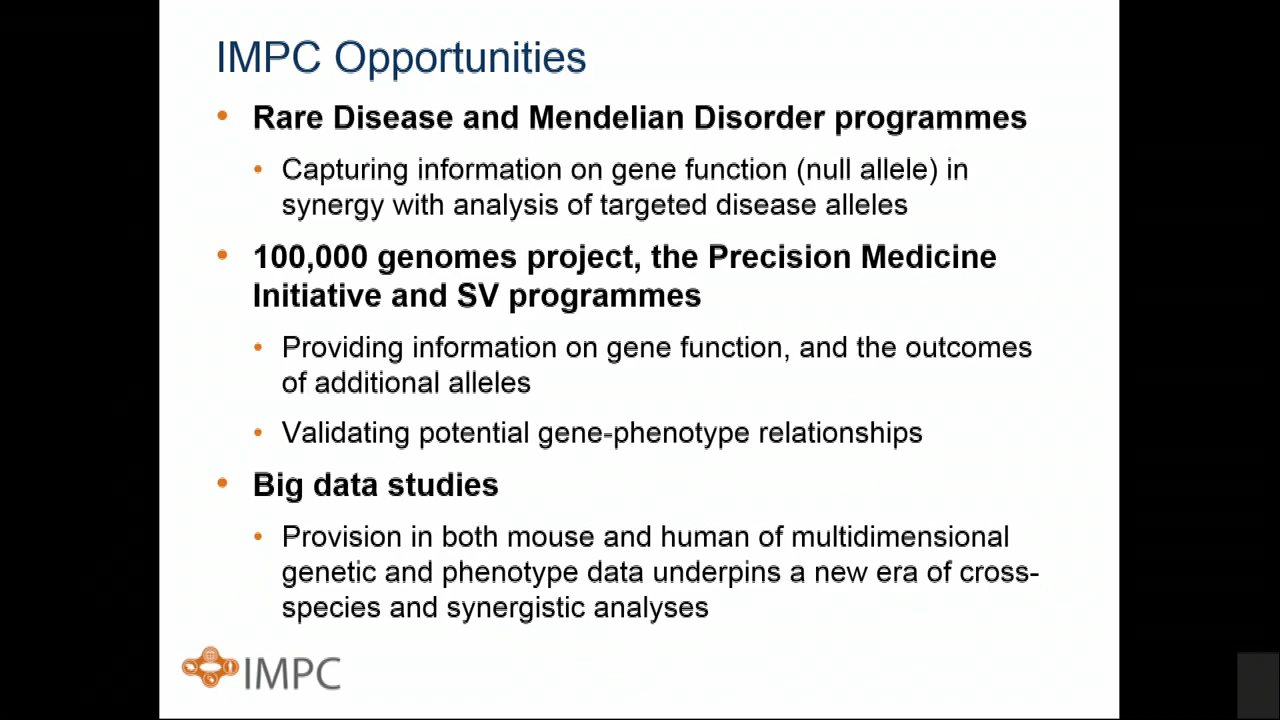 IMPC Opportunities
• Rare Disease and Mendelian Disorder programmes
• Capturing information on gene function (null allele) in
synergy with analysis of targeted disease alleles
• 100,000 genomes project, the Precision Medicine
Initiative and SV programmes
• Providing information on gene function, and the outcomes
of additional alleles
• Validating potential gene-phenotype relationships
• Big data studies
• Provision in both mouse and human of multidimensional
genetic and phenotype data underpins a new era of cross-
species and synergistic analyses
IMPC